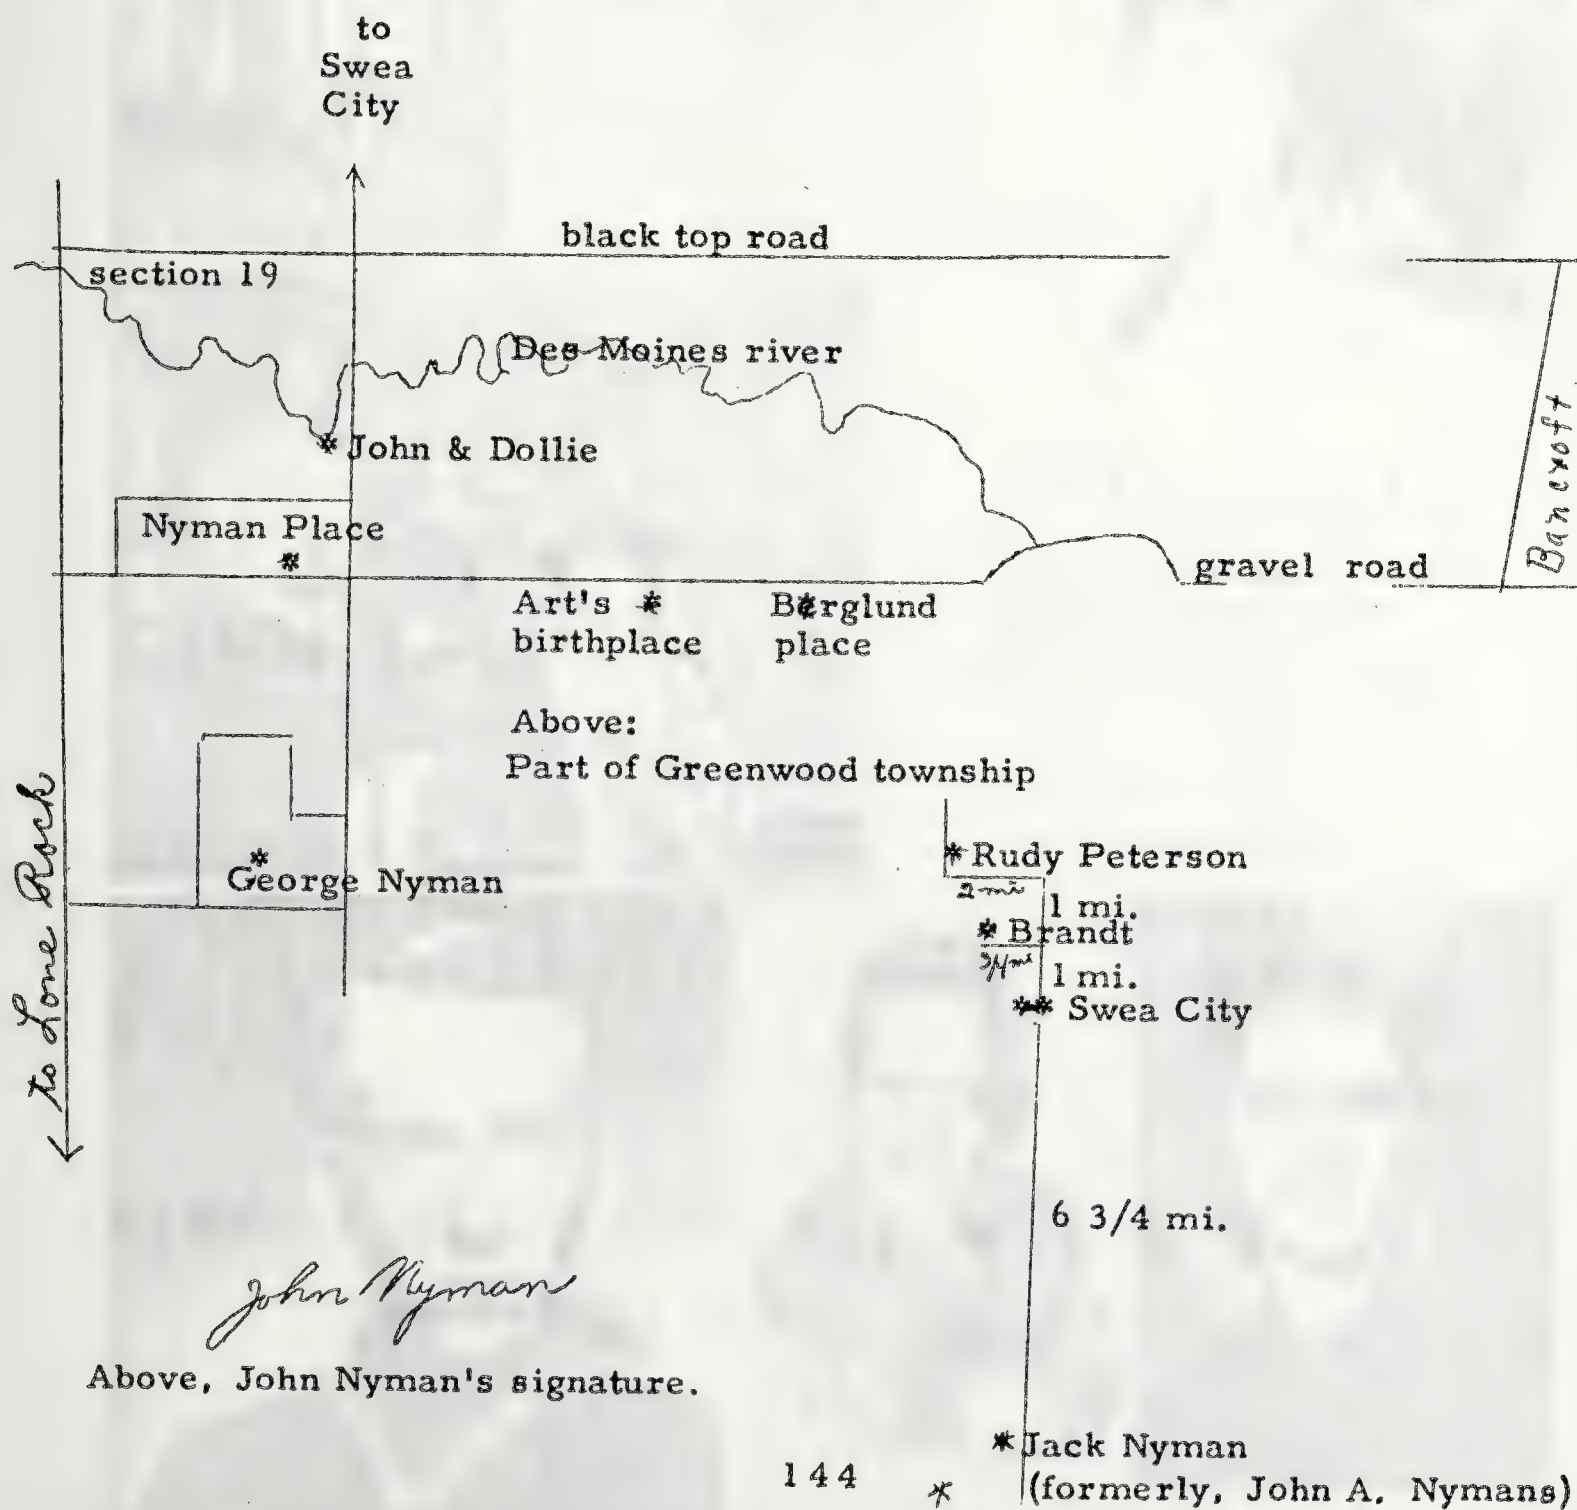 to
Swea
City
black top road
section 19
Des Moines river
John & Dollie
Bancroft
Nyman Place
gravel road
Art's * Berglund
birthplace place
Above:
Part of Greenwood township
to Lone Rock
* George Nyman
* Rudy Peterson
2 mi
1 mi.
* Brandt
3/4 mi
1 mi.
** Swea City
6 3/4 mi.
John Nyman
Above, John Nyman's signature.
* Jack Nyman
(formerly, John A. Nymans)
144